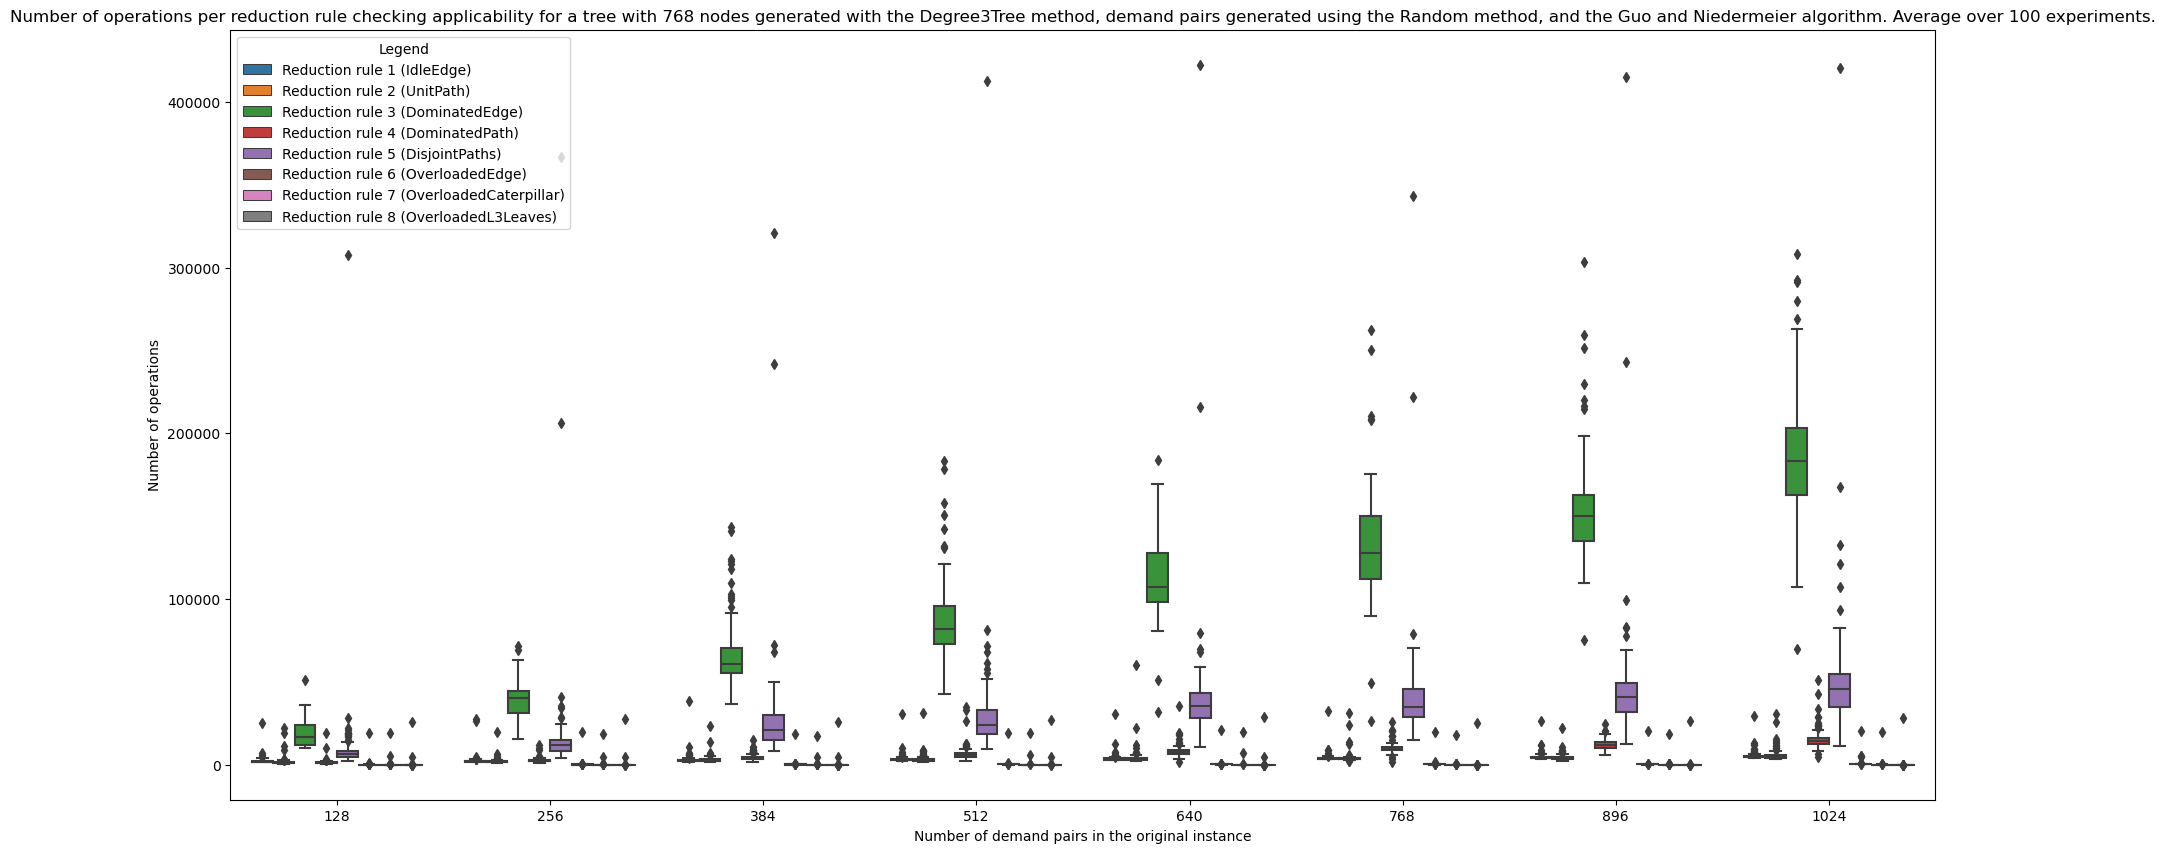 Number of operations per reduction rule checking applicability for a tree with 768 nodes generated with the Degree3Tree method, demand pairs generated using the Random method, and the Guo and Niedermeier algorithm. Average over 100 experiments.
Legend
Reduction rule 1 (IdleEdge)
Reduction rule 2 (UnitPath)
Reduction rule 3 (DominatedEdge)
Reduction rule 4 (DominatedPath)
Reduction rule 5 (DisjointPaths)
Reduction rule 6 (OverloadedEdge)
Reduction rule 7 (OverloadedCaterpillar)
Reduction rule 8 (OverloadedL3Leaves)
Number of operations
400000
300000
200000
100000
0
128 256 384 512 640 768 896 1024
Number of demand pairs in the original instance